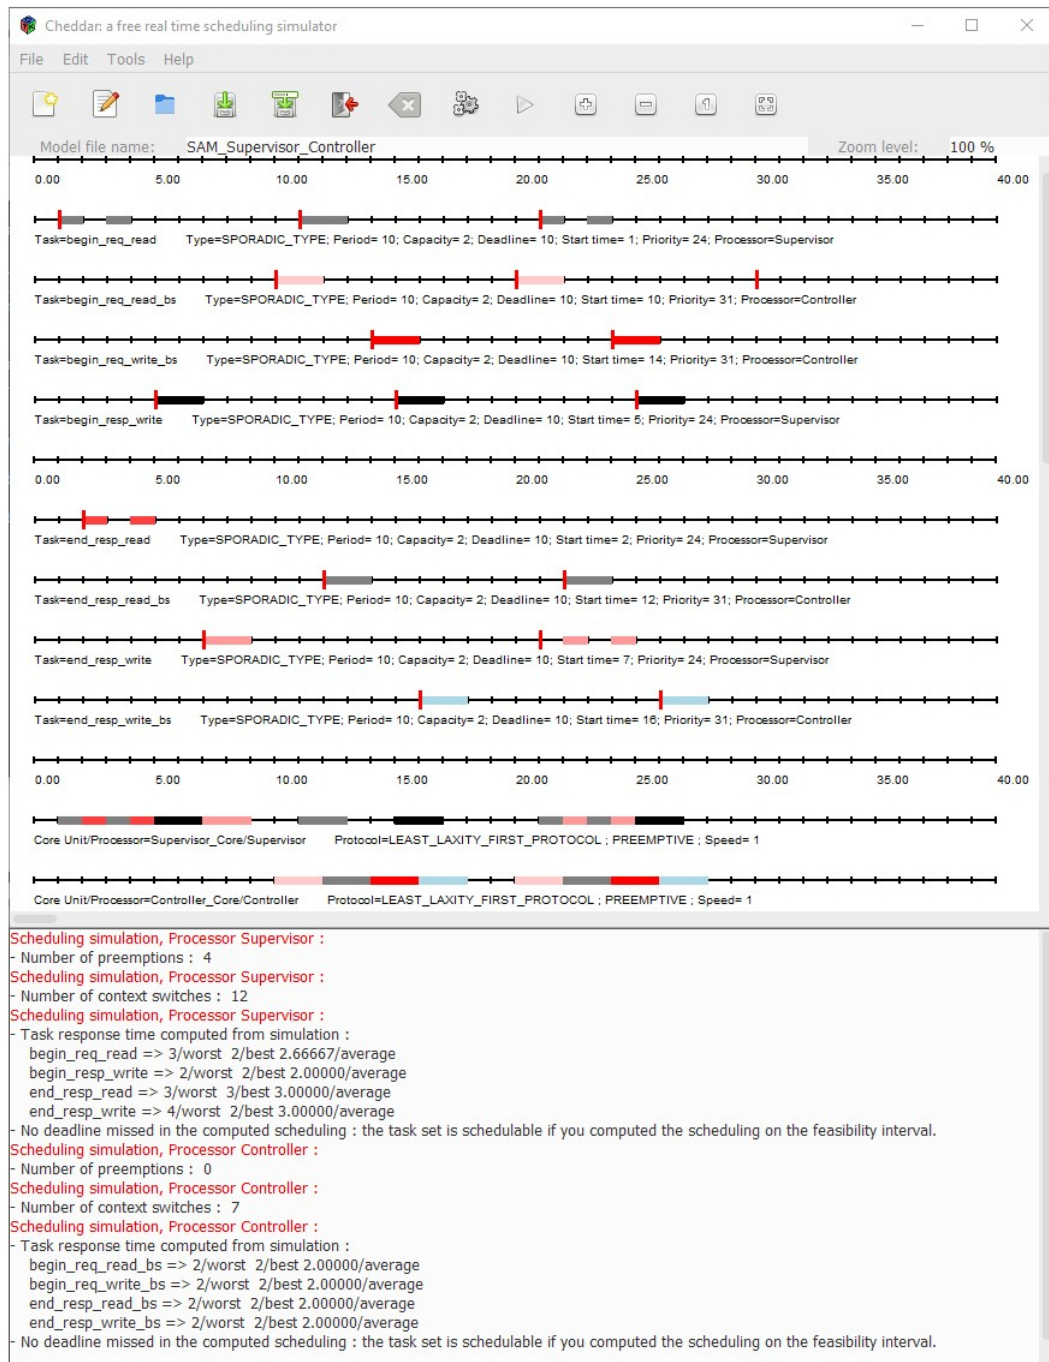 Cheddar: a free real time scheduling simulator
File Edit Tools Help
Model file name: SAM_Supervisor_Controller Zoom level: 100 %
0.00 5.00 10.00 15.00 20.00 25.00 30.00 35.00 40.00
Task=begin_req_read Type=SPORADIC_TYPE; Period= 10; Capacity= 2; Deadline= 10; Start time= 1; Priority= 24; Processor=Supervisor
Task=begin_req_read_bs Type=SPORADIC_TYPE; Period= 10; Capacity= 2; Deadline= 10; Start time= 10; Priority= 31; Processor=Controller
Task=begin_req_write_bs Type=SPORADIC_TYPE; Period= 10; Capacity= 2; Deadline= 10; Start time= 14; Priority= 31; Processor=Controller
Task=begin_resp_write Type=SPORADIC_TYPE; Period= 10; Capacity= 2; Deadline= 10; Start time= 5; Priority= 24; Processor=Supervisor
0.00 5.00 10.00 15.00 20.00 25.00 30.00 35.00 40.00
Task=end_resp_read Type=SPORADIC_TYPE; Period= 10; Capacity= 2; Deadline= 10; Start time= 2; Priority= 24; Processor=Supervisor
Task=end_resp_read_bs Type=SPORADIC_TYPE; Period= 10; Capacity= 2; Deadline= 10; Start time= 12; Priority= 31; Processor=Controller
Task=end_resp_write Type=SPORADIC_TYPE; Period= 10; Capacity= 2; Deadline= 10; Start time= 7; Priority= 24; Processor=Supervisor
Task=end_resp_write_bs Type=SPORADIC_TYPE; Period= 10; Capacity= 2; Deadline= 10; Start time= 16; Priority= 31; Processor=Controller
0.00 5.00 10.00 15.00 20.00 25.00 30.00 35.00 40.00
Core Unit/Processor=Supervisor_Core/Supervisor Protocol=LEAST_LAXITY_FIRST_PROTOCOL ; PREEMPTIVE ; Speed= 1
Core Unit/Processor=Controller_Core/Controller Protocol=LEAST_LAXITY_FIRST_PROTOCOL ; PREEMPTIVE ; Speed= 1
Scheduling simulation, Processor Supervisor :
- Number of preemptions : 4
Scheduling simulation, Processor Supervisor :
- Number of context switches : 12
Scheduling simulation, Processor Supervisor :
- Task response time computed from simulation :
begin_req_read => 3/worst 2/best 2.66667/average
begin_resp_write => 2/worst 2/best 2.00000/average
end_resp_read => 3/worst 3/best 3.00000/average
end_resp_write => 4/worst 2/best 3.00000/average
- No deadline missed in the computed scheduling : the task set is schedulable if you computed the scheduling on the feasibility interval.
Scheduling simulation, Processor Controller :
- Number of preemptions : 0
Scheduling simulation, Processor Controller :
- Number of context switches : 7
Scheduling simulation, Processor Controller :
- Task response time computed from simulation :
begin_req_read_bs => 2/worst 2/best 2.00000/average
begin_req_write_bs => 2/worst 2/best 2.00000/average
end_resp_read_bs => 2/worst 2/best 2.00000/average
end_resp_write_bs => 2/worst 2/best 2.00000/average
- No deadline missed in the computed scheduling : the task set is schedulable if you computed the scheduling on the feasibility interval.